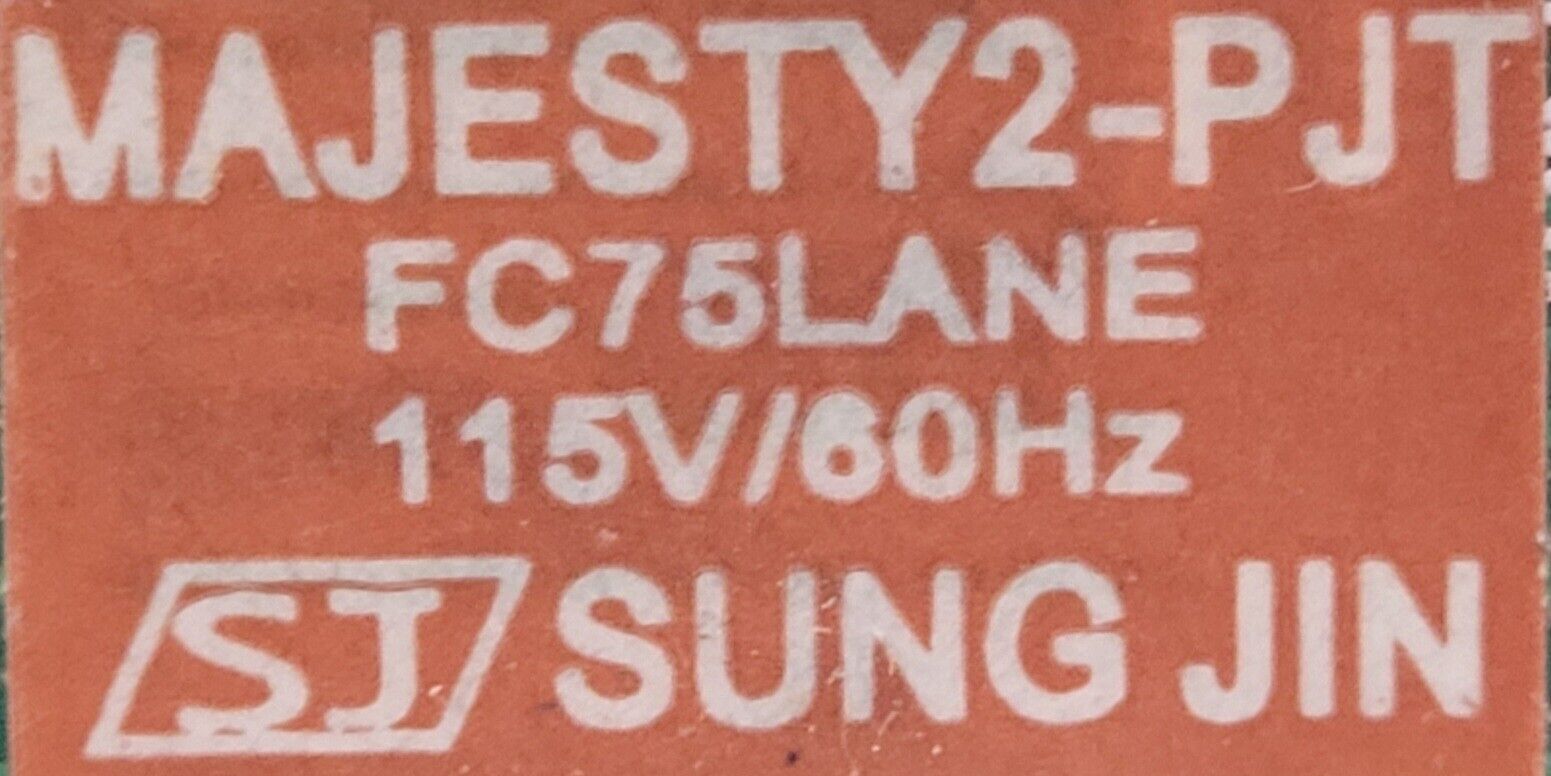 MAJESTY2-PJT
FC75LANE
115V/60Hz
SJ SUNG JIN